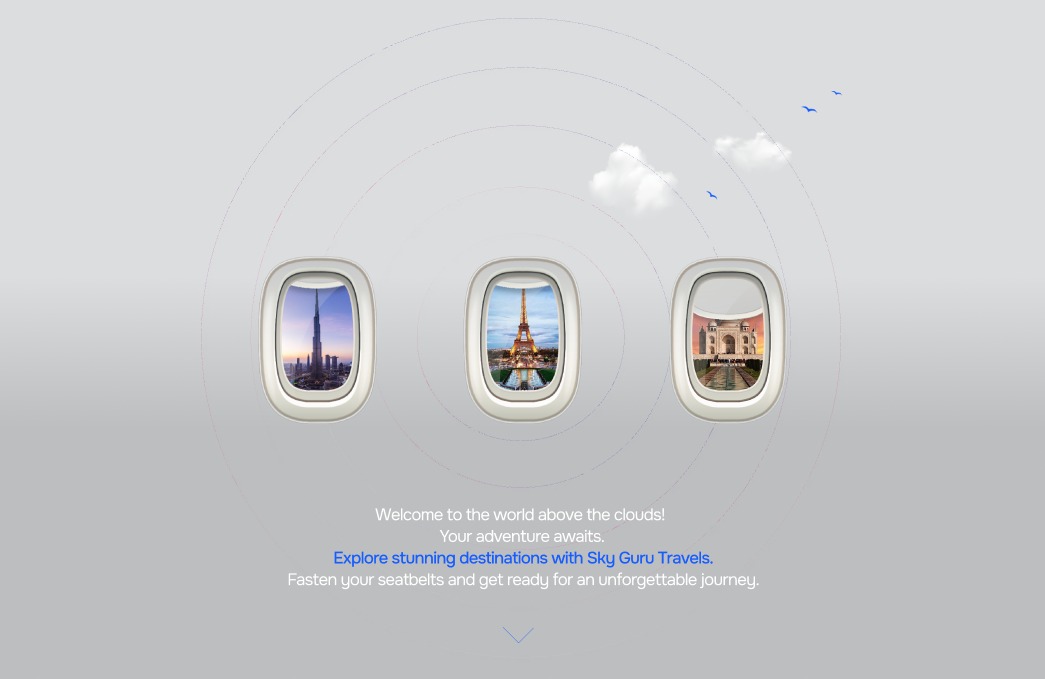 Welcome to the world above the clouds!
Your adventure awaits.
Explore stunning destinations with Sky Guru Travels.
Fasten your seatbelts and get ready for an unforgettable journey.